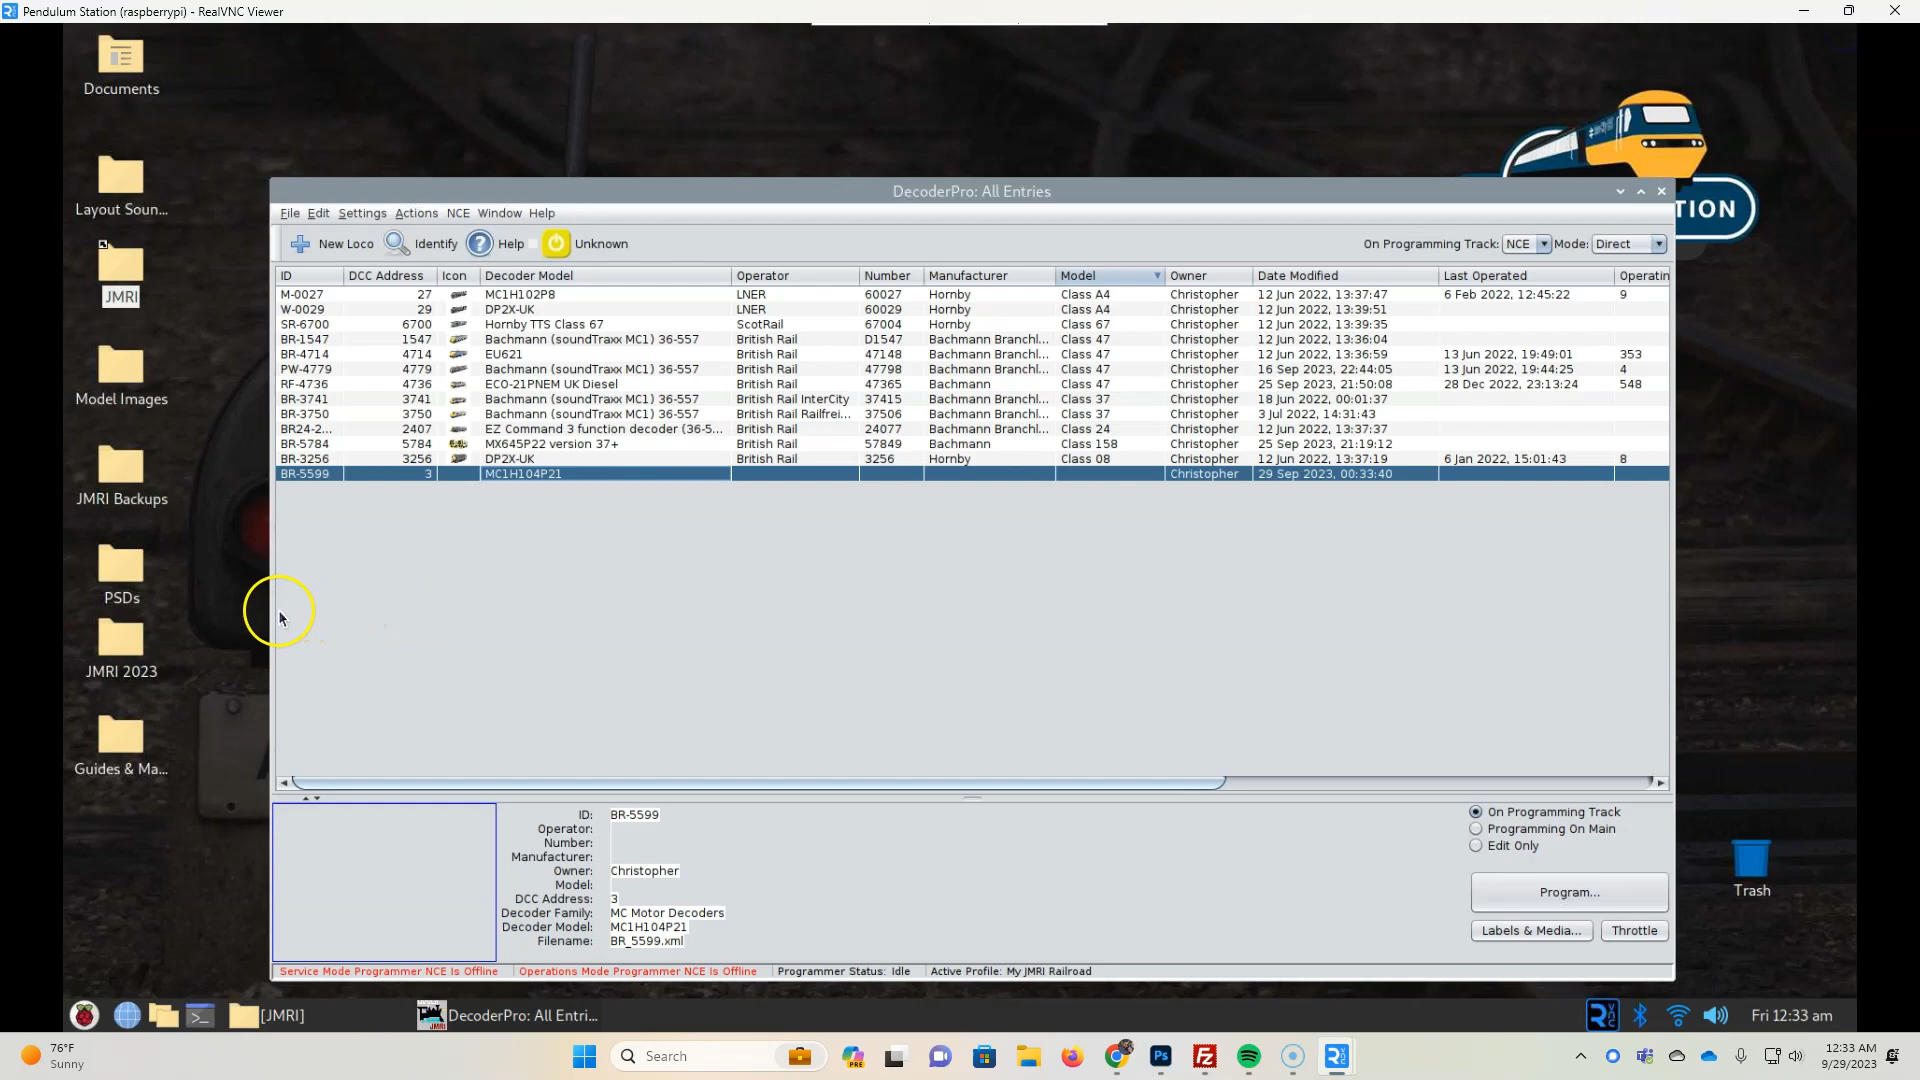 Pendulum Station (raspberrypi) - RealVNC Viewer
Documents
Layout Soun...
JMRI
Model Images
JMRI Backups
PSDs
JMRI 2023
Guides & Ma...
TION
Trash
DecoderPro: All Entries
File Edit Settings Actions NCE Window Help
New Loco Identify Help Unknown On Programming Track: NCE Mode: Direct
ID DCC Address Icon Decoder Model Operator Number Manufacturer Model Owner Date Modified Last Operated Operatin
M-0027 27 MC1H102P8 LNER 60027 Hornby Class A4 Christopher 12 Jun 2022, 13:37:47 6 Feb 2022, 12:45:22 9
W-0029 29 DP2X-UK LNER 60029 Hornby Class A4 Christopher 12 Jun 2022, 13:39:51
SR-6700 6700 Hornby TTS Class 67 ScotRail 67004 Hornby Class 67 Christopher 12 Jun 2022, 13:39:35
BR-1547 1547 Bachmann (soundTraxx MC1) 36-557 British Rail D1547 Bachmann Branchl... Class 47 Christopher 12 Jun 2022, 13:36:04
BR-4714 4714 EU621 British Rail 47148 Bachmann Branchl... Class 47 Christopher 12 Jun 2022, 13:36:59 13 Jun 2022, 19:49:01 353
PW-4779 4779 Bachmann (soundTraxx MC1) 36-557 British Rail 47798 Bachmann Branchl... Class 47 Christopher 16 Sep 2023, 22:44:05 13 Jun 2022, 19:44:25 4
RF-4736 4736 ECO-21PNEM UK Diesel British Rail 47365 Bachmann Class 47 Christopher 25 Sep 2023, 21:50:08 28 Dec 2022, 23:13:24 548
BR-3741 3741 Bachmann (soundTraxx MC1) 36-557 British Rail InterCity 37415 Bachmann Branchl... Class 37 Christopher 18 Jun 2022, 00:01:37
BR-3750 3750 Bachmann (soundTraxx MC1) 36-557 British Rail Railfrei... 37506 Bachmann Branchl... Class 37 Christopher 3 Jul 2022, 14:31:43
BR24-2... 2407 EZ Command 3 function decoder (36-5... British Rail 24077 Bachmann Branchl... Class 24 Christopher 12 Jun 2022, 13:37:37
BR-5784 5784 MX645P22 version 37+ British Rail 57849 Bachmann Class 158 Christopher 25 Sep 2023, 21:19:12
BR-3256 3256 DP2X-UK British Rail 3256 Hornby Class 08 Christopher 12 Jun 2022, 13:37:19 6 Jan 2022, 15:01:43 8
BR-5599 3 MC1H104P21 Christopher 29 Sep 2023, 00:33:40
ID: BR-5599
Operator:
Number:
Manufacturer:
Owner: Christopher
Model:
DCC Address: 3
Decoder Family: MC Motor Decoders
Decoder Model: MC1H104P21
Filename: BR_5599.xml
On Programming Track
Programming On Main
Edit Only
Program...
Labels & Media... Throttle
Service Mode Programmer NCE Is Offline Operations Mode Programmer NCE Is Offline Programmer Status: Idle Active Profile: My JMRI Railroad
[JMRI] DecoderPro: All Entri... Fri 12:33 am
76°F
Sunny
Search
12:33 AM
9/29/2023